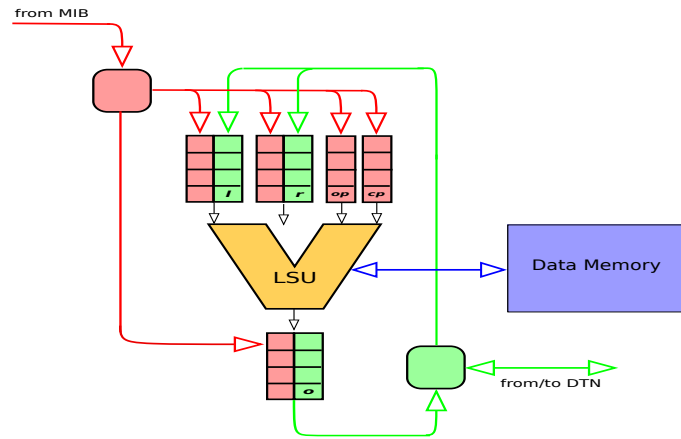 from MIB
l r op cp
LSU
Data Memory
o
from/to DTN